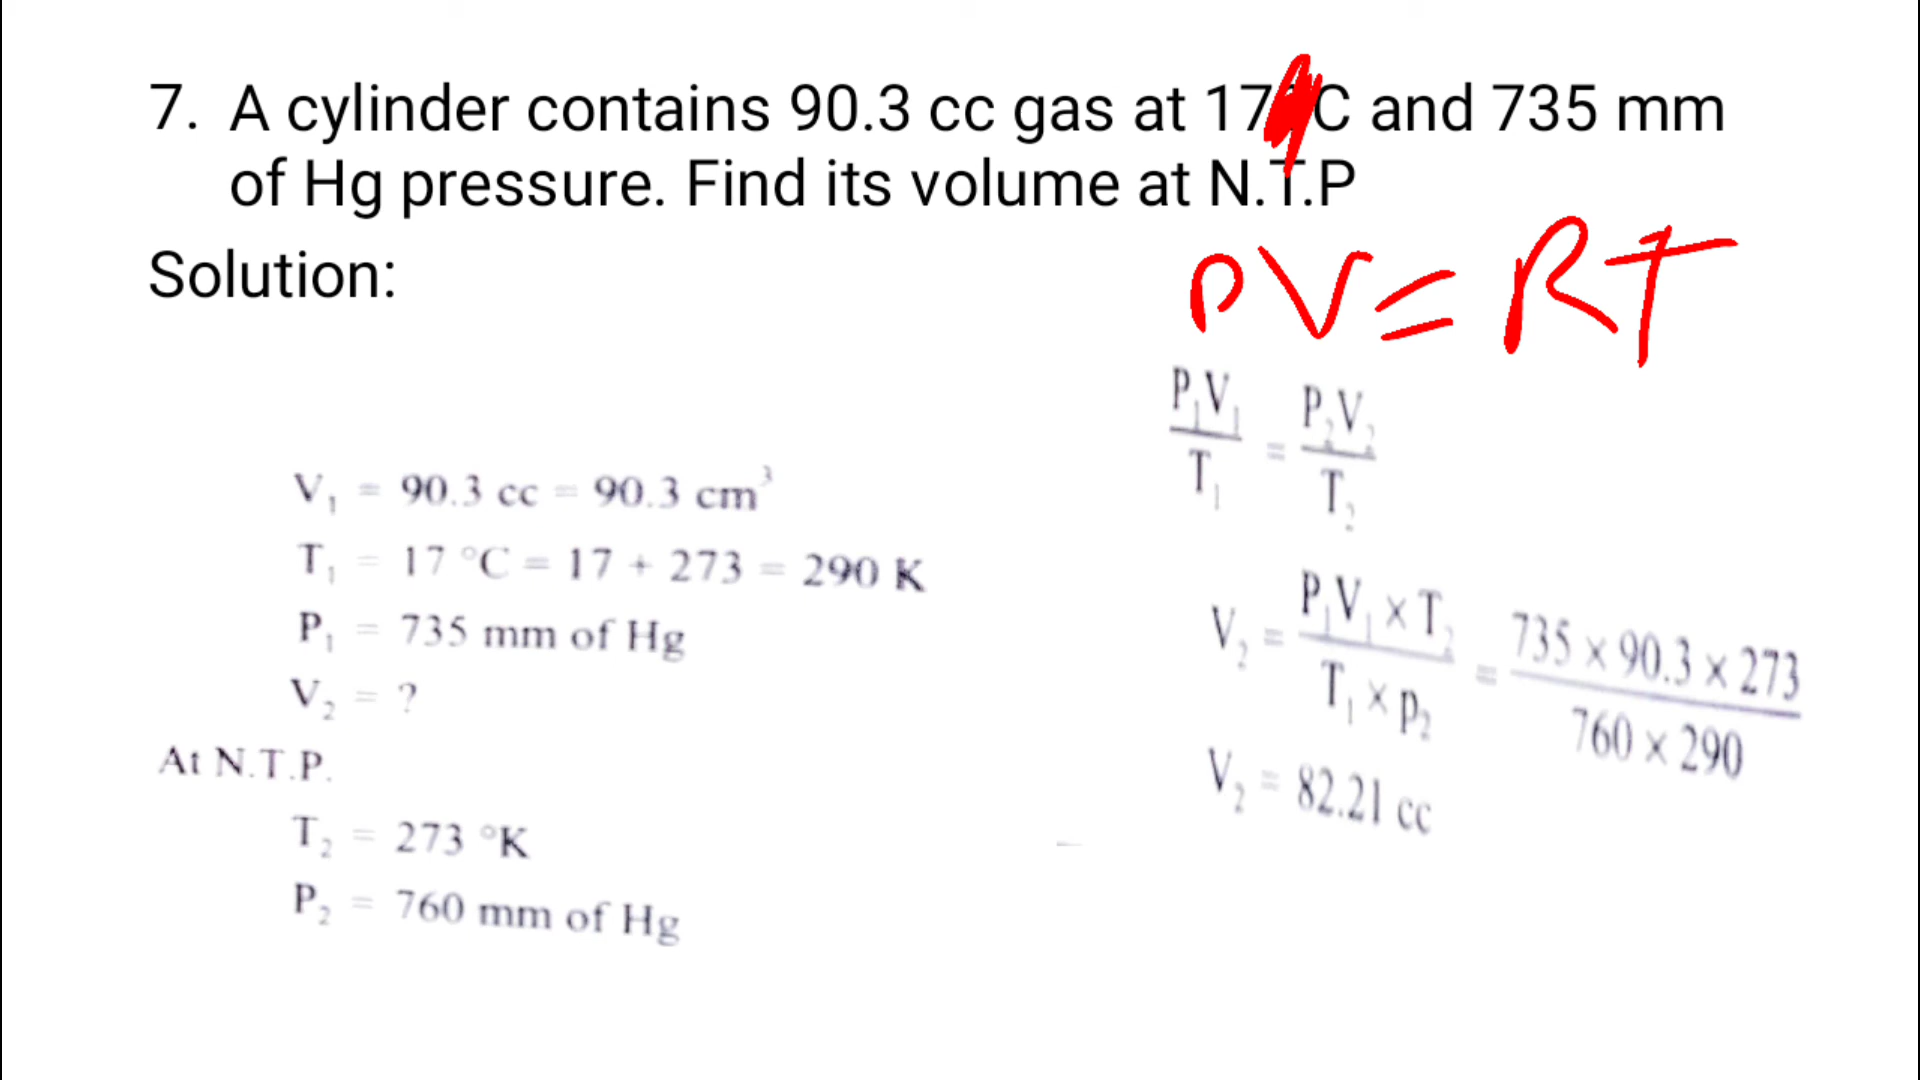 7. A cylinder contains 90.3 cc gas at 17°C and 735 mm
of Hg pressure. Find its volume at N.T.P
Solution:
PV = RT
V₁ = 90.3 cc = 90.3 cm³
T₁ = 17 °C = 17 + 273 = 290 K
P₁ = 735 mm of Hg
V₂ = ?
At N.T.P.
T₂ = 273 °K
P₂ = 760 mm of Hg
P₁V₁ / T₁ = P₂V₂ / T₂
V₂ = P₁V₁ × T₂ / T₁ × p₂ = 735 × 90.3 × 273 / 760 × 290
V₂ = 82.21 cc